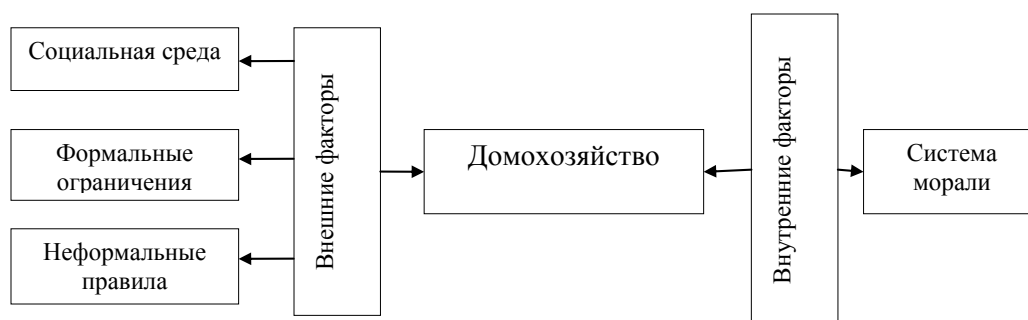 Социальная среда
Формальные
ограничения
Неформальные
правила
Внешние факторы
Домохозяйство
Внутренние факторы
Система
морали